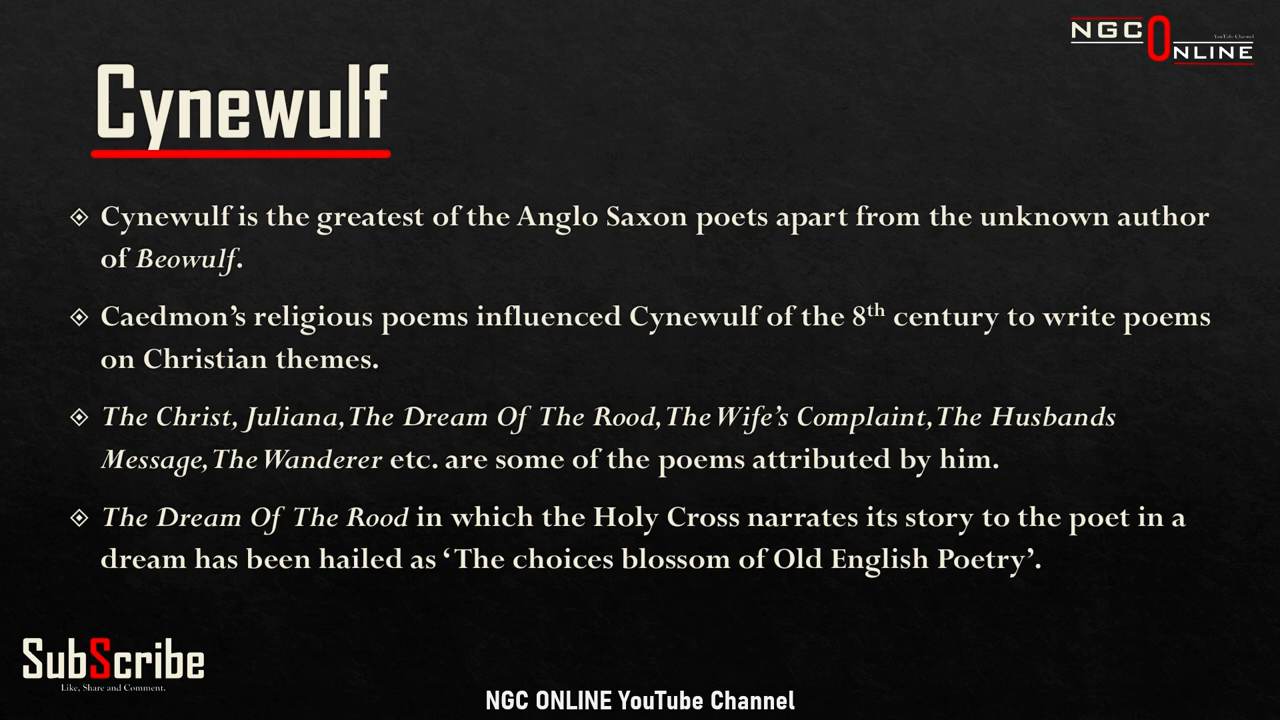 NGC ONLINE
YouTube Channel
Cynewulf
Cynewulf is the greatest of the Anglo Saxon poets apart from the unknown author
of Beowulf.
Caedmon’s religious poems influenced Cynewulf of the 8th century to write poems
on Christian themes.
The Christ, Juliana, The Dream Of The Rood, The Wife’s Complaint, The Husbands
Message, The Wanderer etc. are some of the poems attributed by him.
The Dream Of The Rood in which the Holy Cross narrates its story to the poet in a
dream has been hailed as ‘The choices blossom of Old English Poetry’.
SubScribe
Like, Share and Comment.
NGC ONLINE YouTube Channel